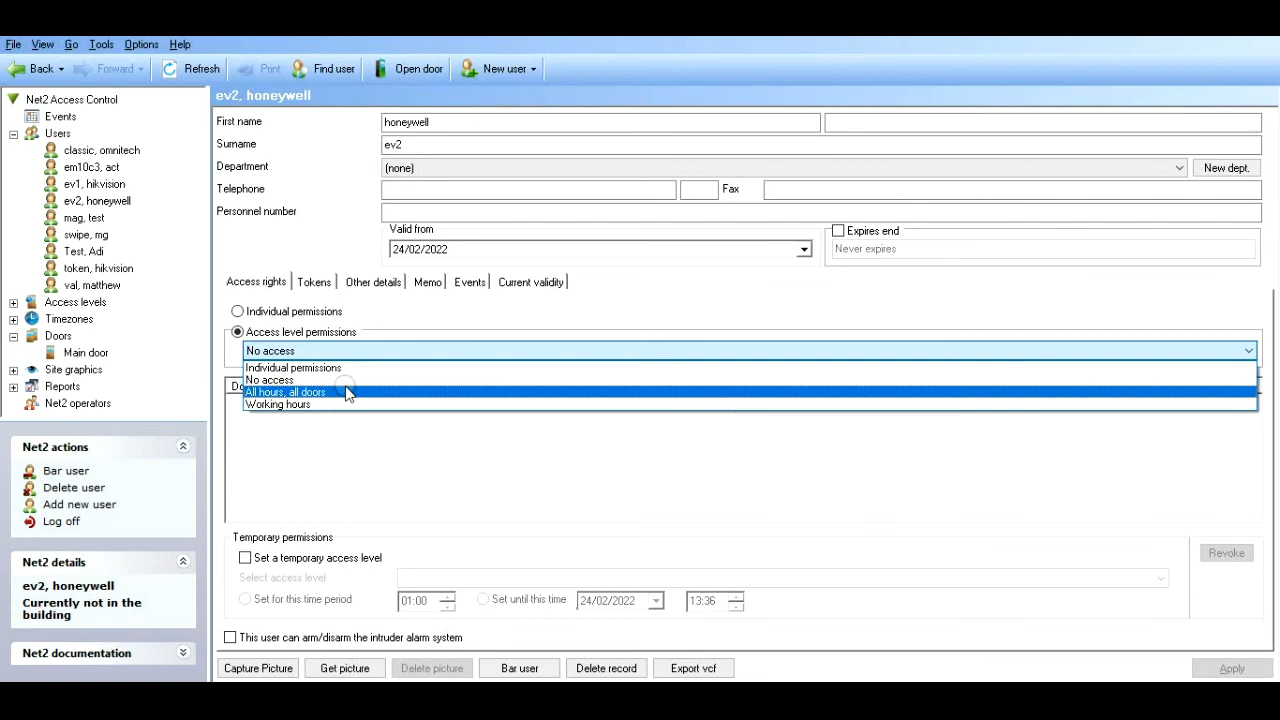 File View Go Tools Options Help
Back Forward Refresh Print Find user Open door New user
Net2 Access Control
Events
Users
classic, omnitech
em10c3, act
ev1, hikvision
ev2, honeywell
mag, test
swipe, mg
Test, Adi
token, hikvision
val, matthew
Access levels
Timezones
Doors
Main door
Site graphics
Reports
Net2 operators
Net2 actions
Bar user
Delete user
Add new user
Log off
Net2 details
ev2, honeywell
Currently not in the
building
Net2 documentation
ev2, honeywell
First name honeywell
Surname ev2
Department (none) New dept.
Telephone Fax
Personnel number
Valid from Expires end
24/02/2022 Never expires
Access rights Tokens Other details Memo Events Current validity
Individual permissions
Access level permissions
No access
Individual permissions
No access
All hours, all doors
Working hours
Temporary permissions
Set a temporary access level Revoke
Select access level
Set for this time period 01:00 Set until this time 24/02/2022 13:36
This user can arm/disarm the intruder alarm system
Capture Picture Get picture Delete picture Bar user Delete record Export vcf Apply